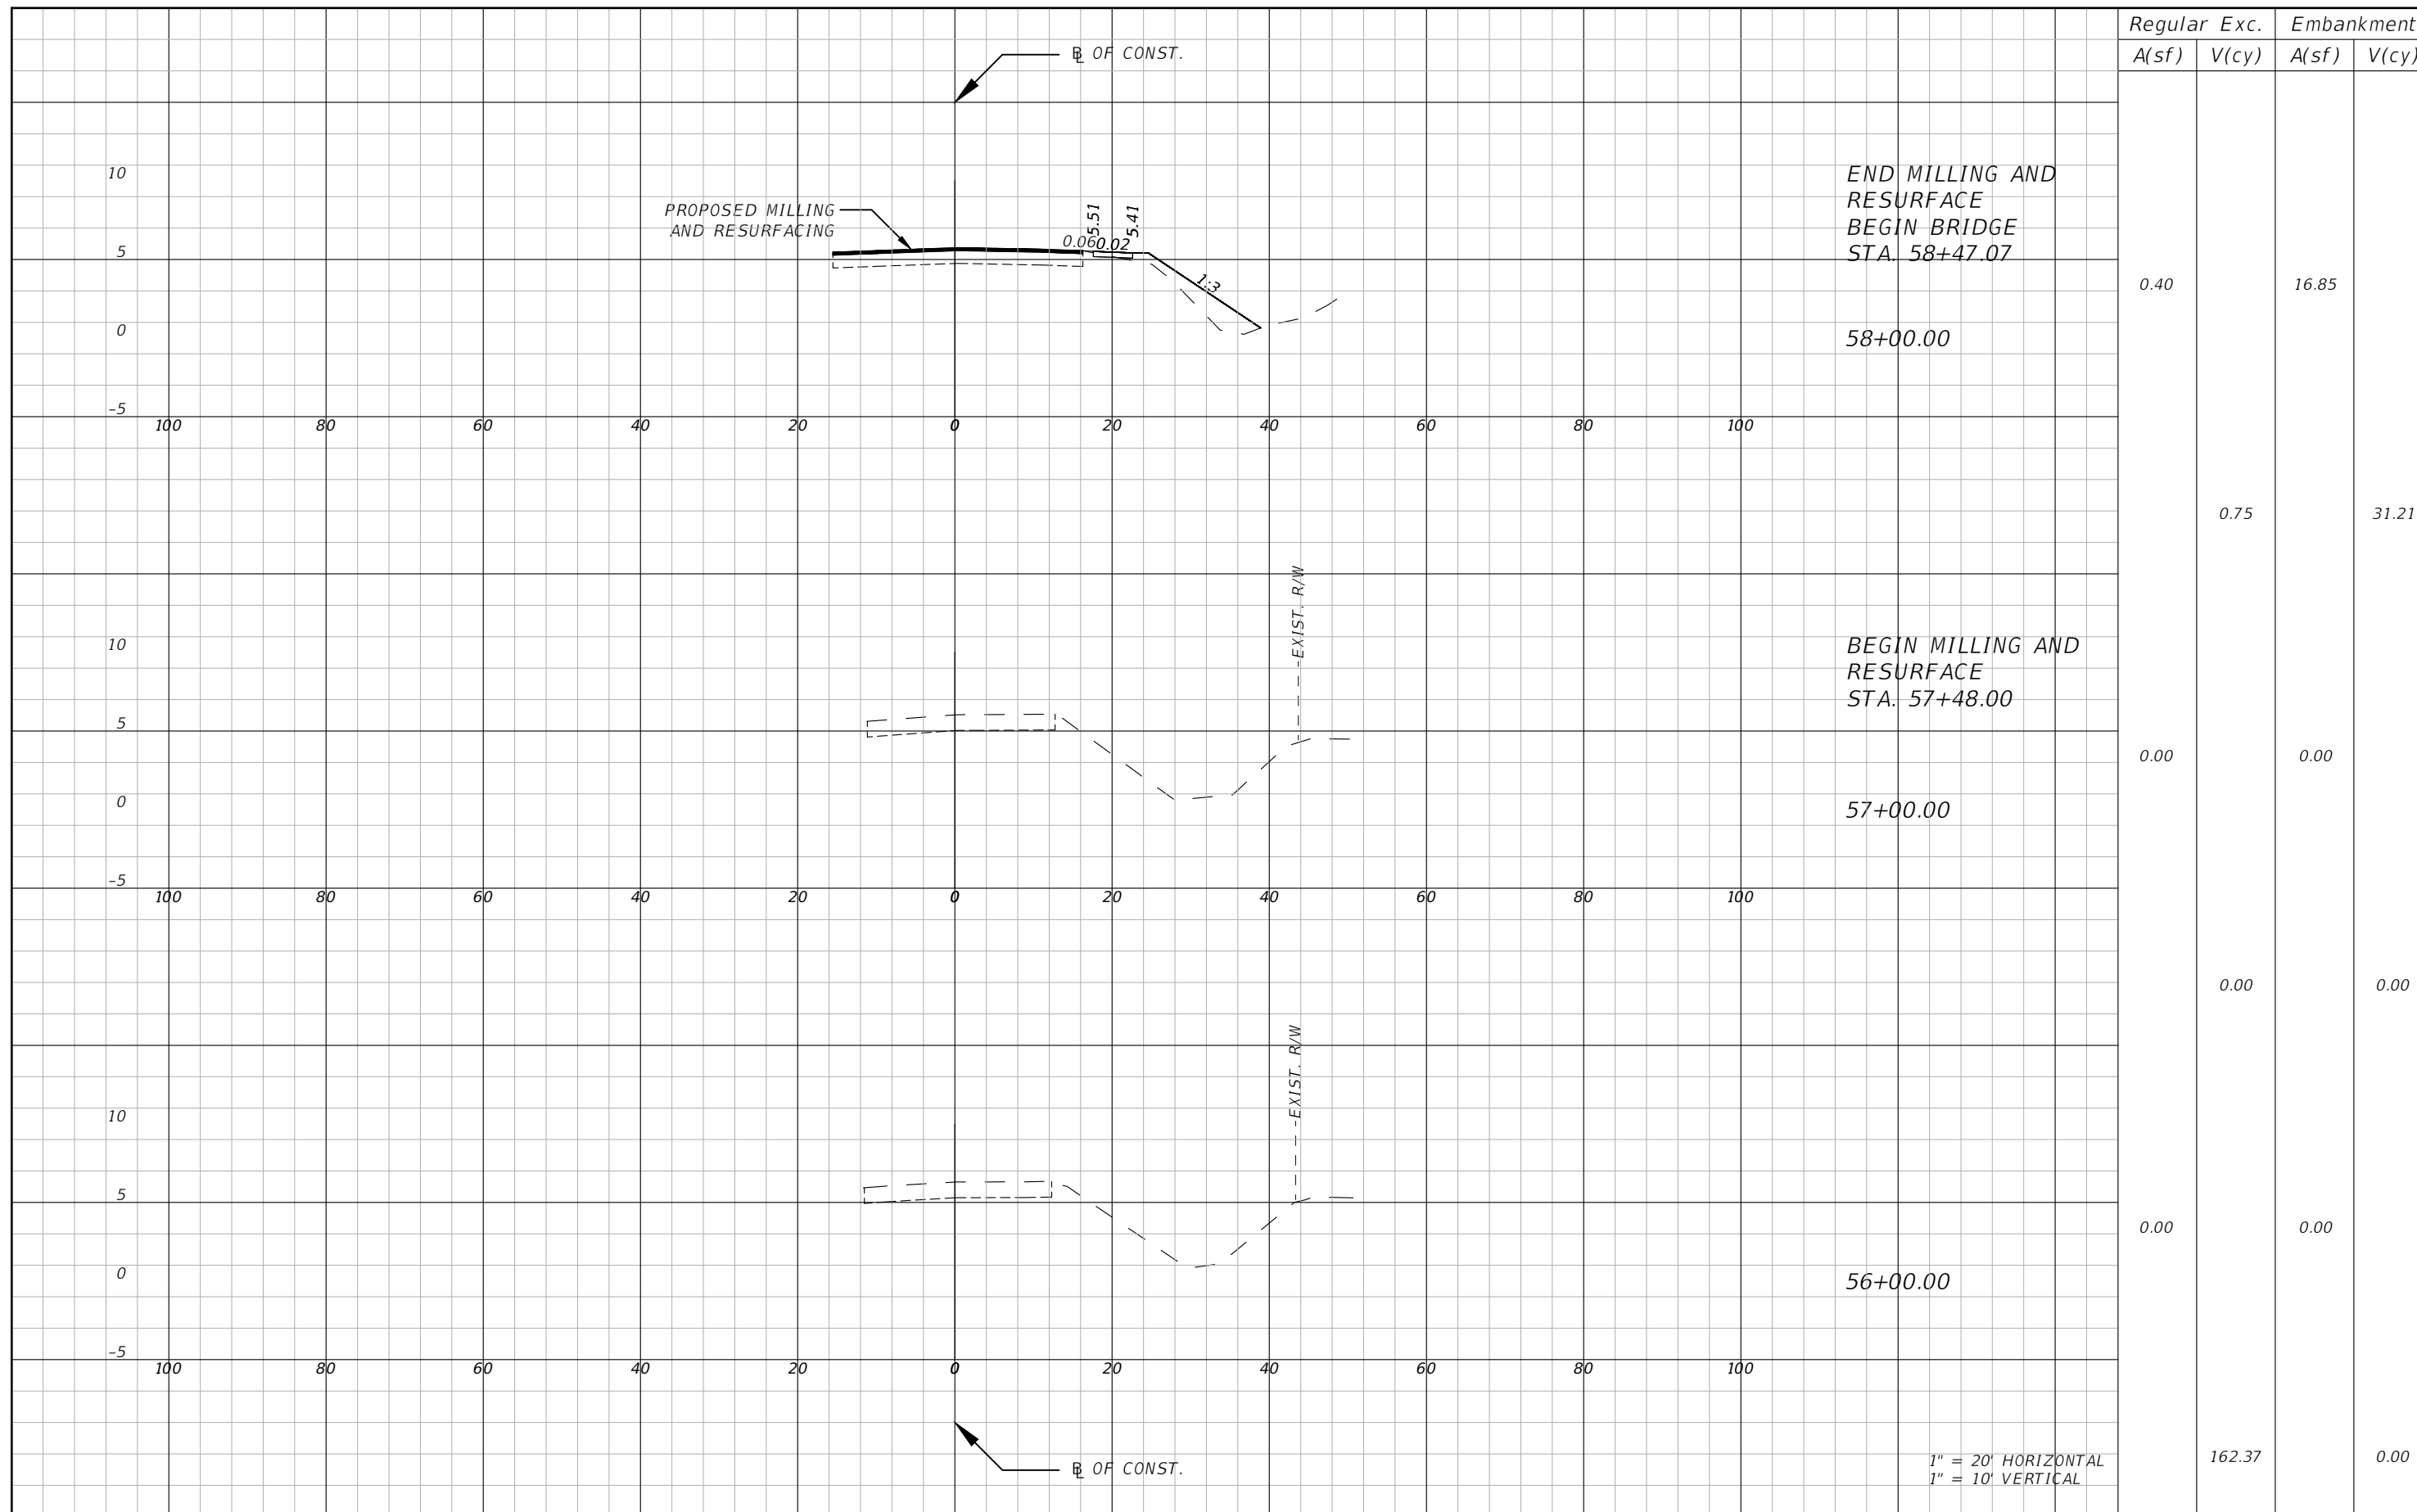 Regular Exc. Embankment
A(sf) V(cy) A(sf) V(cy)
℄ OF CONST.
10
END MILLING AND
RESURFACE
BEGIN BRIDGE
STA. 58+47.07
PROPOSED MILLING
AND RESURFACING
5.51
5.41
0.06
0.02
5
1:3
0.40 16.85
0
58+00.00
-5
100 80 60 40 20 0 20 40 60 80 100
0.75 31.21
EXIST. R/W
10
BEGIN MILLING AND
RESURFACE
STA. 57+48.00
5
0.00 0.00
0
57+00.00
-5
100 80 60 40 20 0 20 40 60 80 100
0.00 0.00
EXIST. R/W
10
5
0.00 0.00
0
56+00.00
-5
100 80 60 40 20 0 20 40 60 80 100
162.37 0.00
℄ OF CONST.
1" = 20' HORIZONTAL
1" = 10' VERTICAL